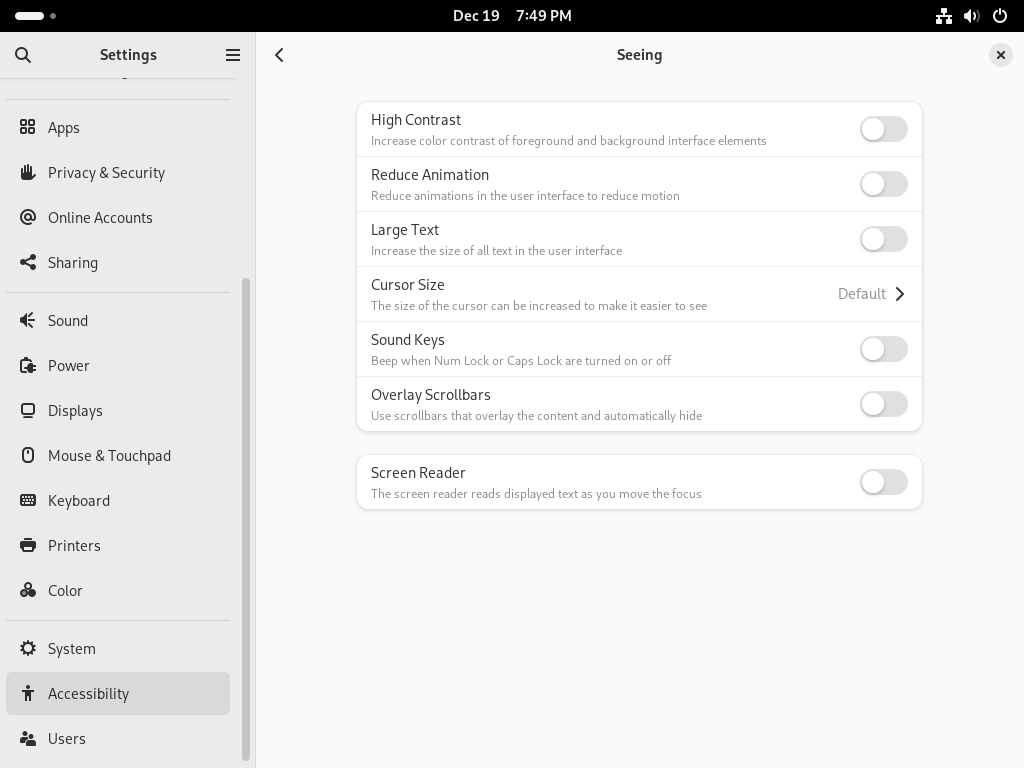 Dec 19 7:49 PM
Settings
Seeing
Apps
Privacy & Security
Online Accounts
Sharing
Sound
Power
Displays
Mouse & Touchpad
Keyboard
Printers
Color
System
Accessibility
Users
High Contrast
Increase color contrast of foreground and background interface elements
Reduce Animation
Reduce animations in the user interface to reduce motion
Large Text
Increase the size of all text in the user interface
Cursor Size
The size of the cursor can be increased to make it easier to see
Default
Sound Keys
Beep when Num Lock or Caps Lock are turned on or off
Overlay Scrollbars
Use scrollbars that overlay the content and automatically hide
Screen Reader
The screen reader reads displayed text as you move the focus